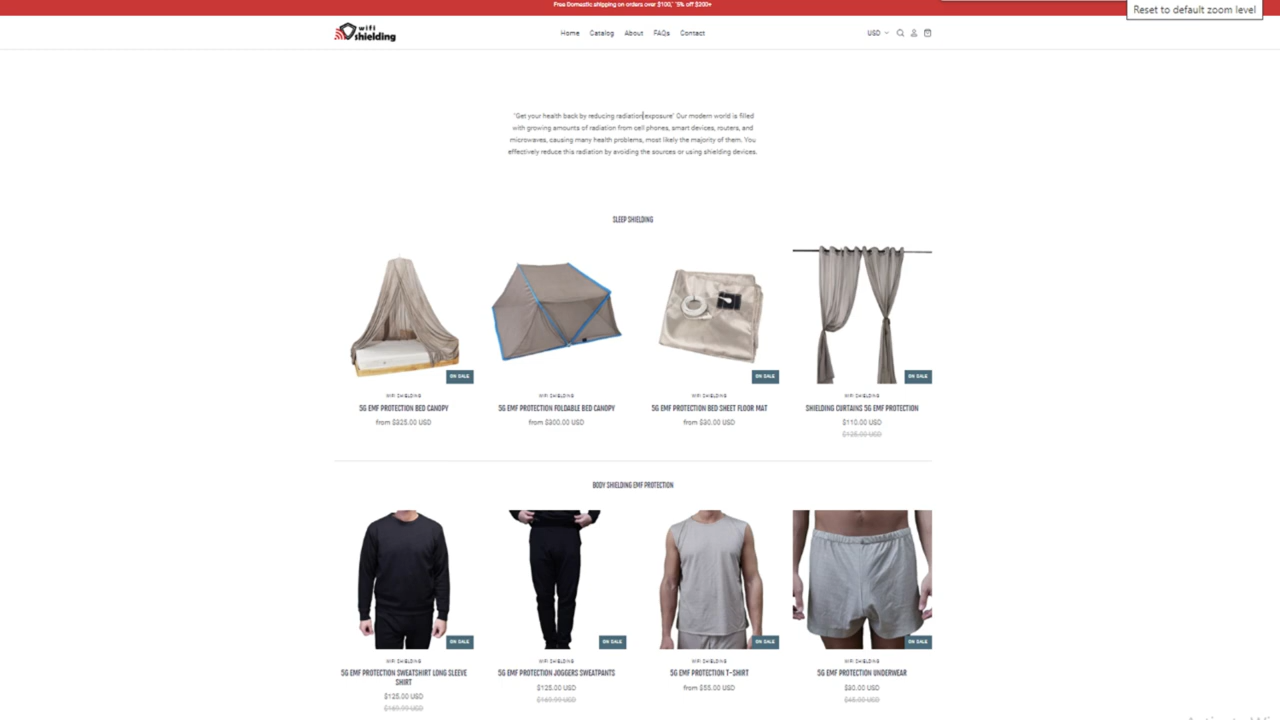 Free Domestic shipping on orders over $100," "5% off $200+
Reset to default zoom level
wifi
shielding
Home Catalog About FAQs Contact
USD
"Get your health back by reducing radiation exposure" Our modern world is filled
with growing amounts of radiation from cell phones, smart devices, routers, and
microwaves, causing many health problems, most likely the majority of them. You
effectively reduce this radiation by avoiding the sources or using shielding devices.
SLEEP SHIELDING
ON SALE ON SALE ON SALE
WIFI SHIELDING WIFI SHIELDING WIFI SHIELDING WIFI SHIELDING
5G EMF PROTECTION BED CANOPY 5G EMF PROTECTION FOLDABLE BED CANOPY 5G EMF PROTECTION BED SHEET FLOOR MAT SHIELDING CURTAINS 5G EMF PROTECTION
from $325.00 USD from $300.00 USD from $30.00 USD $110.00 USD
$125.00 USD
BODY SHIELDING EMF PROTECTION
ON SALE ON SALE ON SALE ON SALE
WIFI SHIELDING WIFI SHIELDING WIFI SHIELDING WIFI SHIELDING
5G EMF PROTECTION SWEATSHIRT LONG SLEEVE 5G EMF PROTECTION JOGGERS SWEATPANTS 5G EMF PROTECTION T-SHIRT 5G EMF PROTECTION UNDERWEAR
SHIRT
$125.00 USD $125.00 USD from $55.00 USD $30.00 USD
$169.99 USD $169.99 USD $45.00 USD